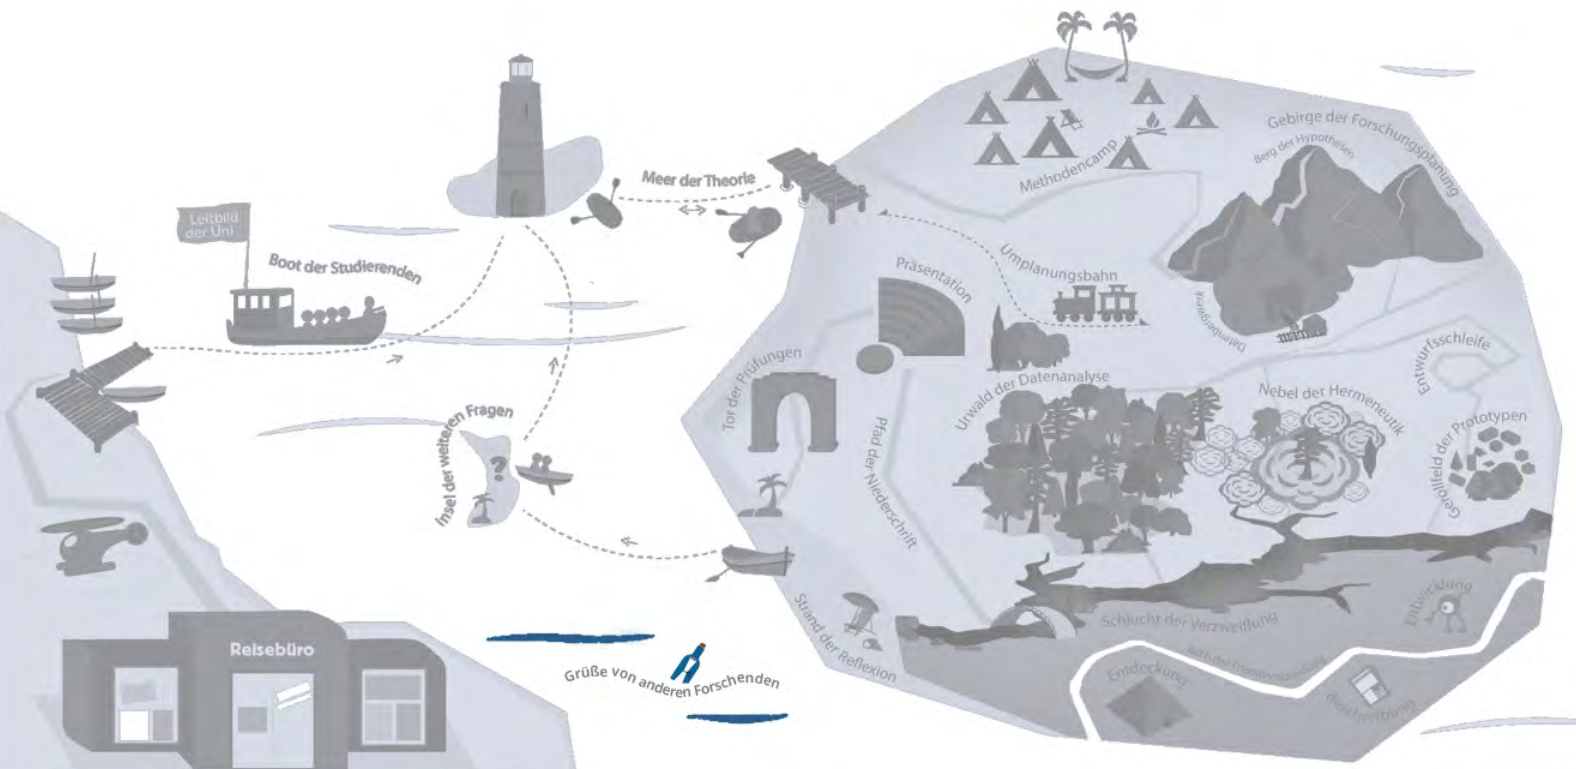 Leitbild
der Uni
Boot der Studierenden
Meer der Theorie
Methodencamp
Gebirge der Forschungsplanung
Berg der Hypothesen
Datenbergwerk
Umplanungsbahn
Präsentation
Tor der Prüfungen
Urwald der Datenanalyse
Nebel der Hermeneutik
Entwurfsschleife
Geröllfeld der Prototypen
Pfad der Niederschrift
Insel der weiteren Fragen
?
Strand der Reflexion
Schlucht der Verzweiflung
Entwicklung
Entdeckung
Beschreibung
Reisebüro
Grüße von anderen Forschenden